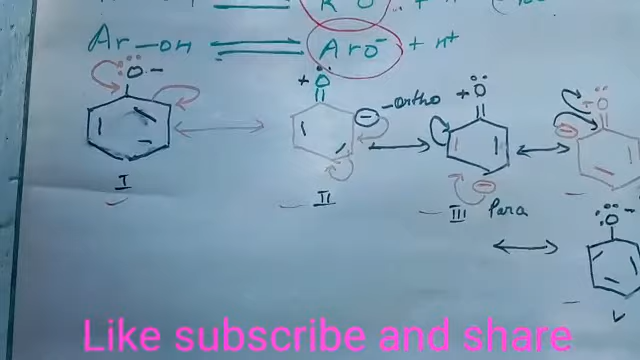 R O
Ar-OH ⇌ ArO⁻ + H⁺
:Ö-
+ Ö
-ortho
+ Ö
+ O
I
II
III Para
:Ö-
V
Like subscribe and share